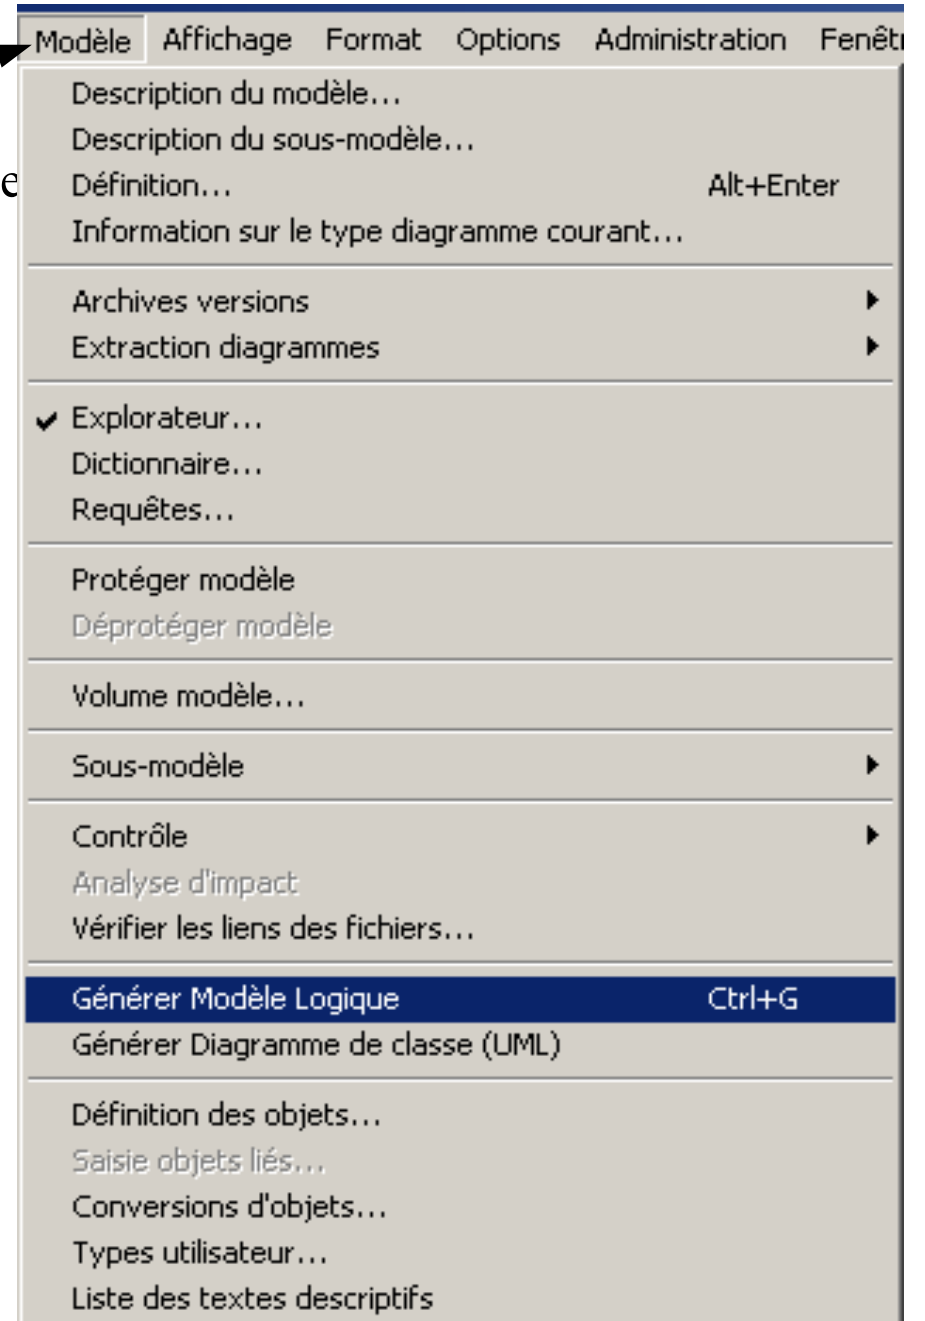 Modèle Affichage Format Options Administration Fenêt
Description du modèle...
Description du sous-modèle...
e
Définition... Alt+Enter
Information sur le type diagramme courant...
Archives versions
Extraction diagrammes
Explorateur...
Dictionnaire...
Requêtes...
Protéger modèle
Déprotéger modèle
Volume modèle...
Sous-modèle
Contrôle
Analyse d'impact
Vérifier les liens des fichiers...
Générer Modèle Logique Ctrl+G
Générer Diagramme de classe (UML)
Définition des objets...
Saisie objets liés...
Conversions d'objets...
Types utilisateur...
Liste des textes descriptifs